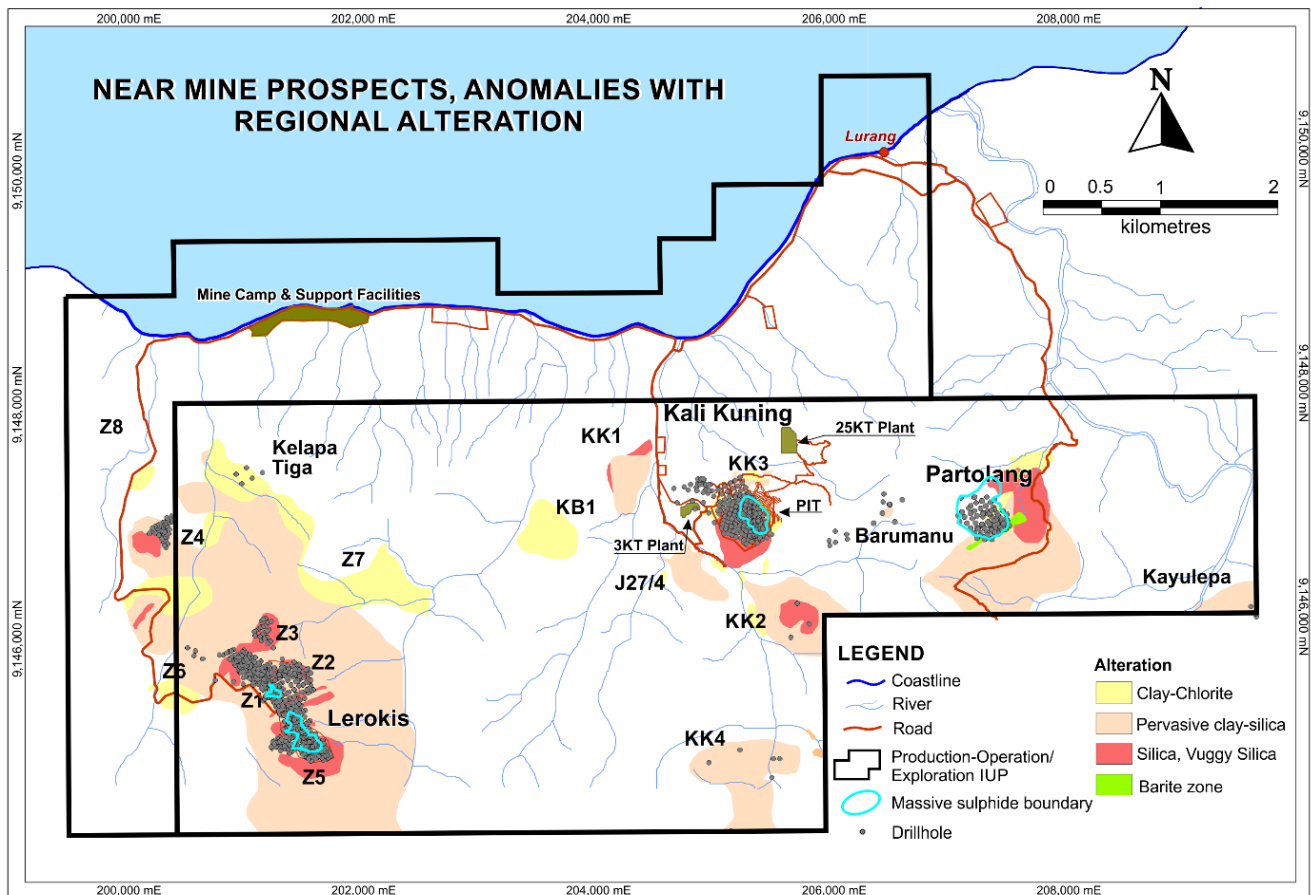 200,000 mE
202,000 mE
204,000 mE
206,000 mE
208,000 mE
NEAR MINE PROSPECTS, ANOMALIES WITH
REGIONAL ALTERATION
N
Lurang
9,150,000 mN
9,150,000 mN
0 0.5 1 2
kilometres
Mine Camp & Support Facilities
9,148,000 mN
9,148,000 mN
Z8
Kelapa
Tiga
KK1
Kali Kuning
25KT Plant
KK3
Partolang
KB1
PIT
Z4
3KT Plant
Barumanu
Z7
J27/4
Kayulepa
KK2
9,146,000 mN
9,146,000 mN
Z3
Z2
Z6
Z1
Lerokis
Z5
KK4
LEGEND
Coastline
River
Road
Production-Operation/
Exploration IUP
Massive sulphide boundary
Drillhole
Alteration
Clay-Chlorite
Pervasive clay-silica
Silica, Vuggy Silica
Barite zone
200,000 mE
202,000 mE
204,000 mE
206,000 mE
208,000 mE